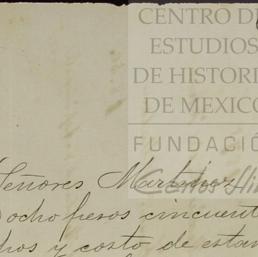 CENTRO D
ESTUDIOS
DE HISTORI
DE MEXICO
FUNDACIÓ
Señores Martinez
ocho pesos cincuent
hos y costo de estam